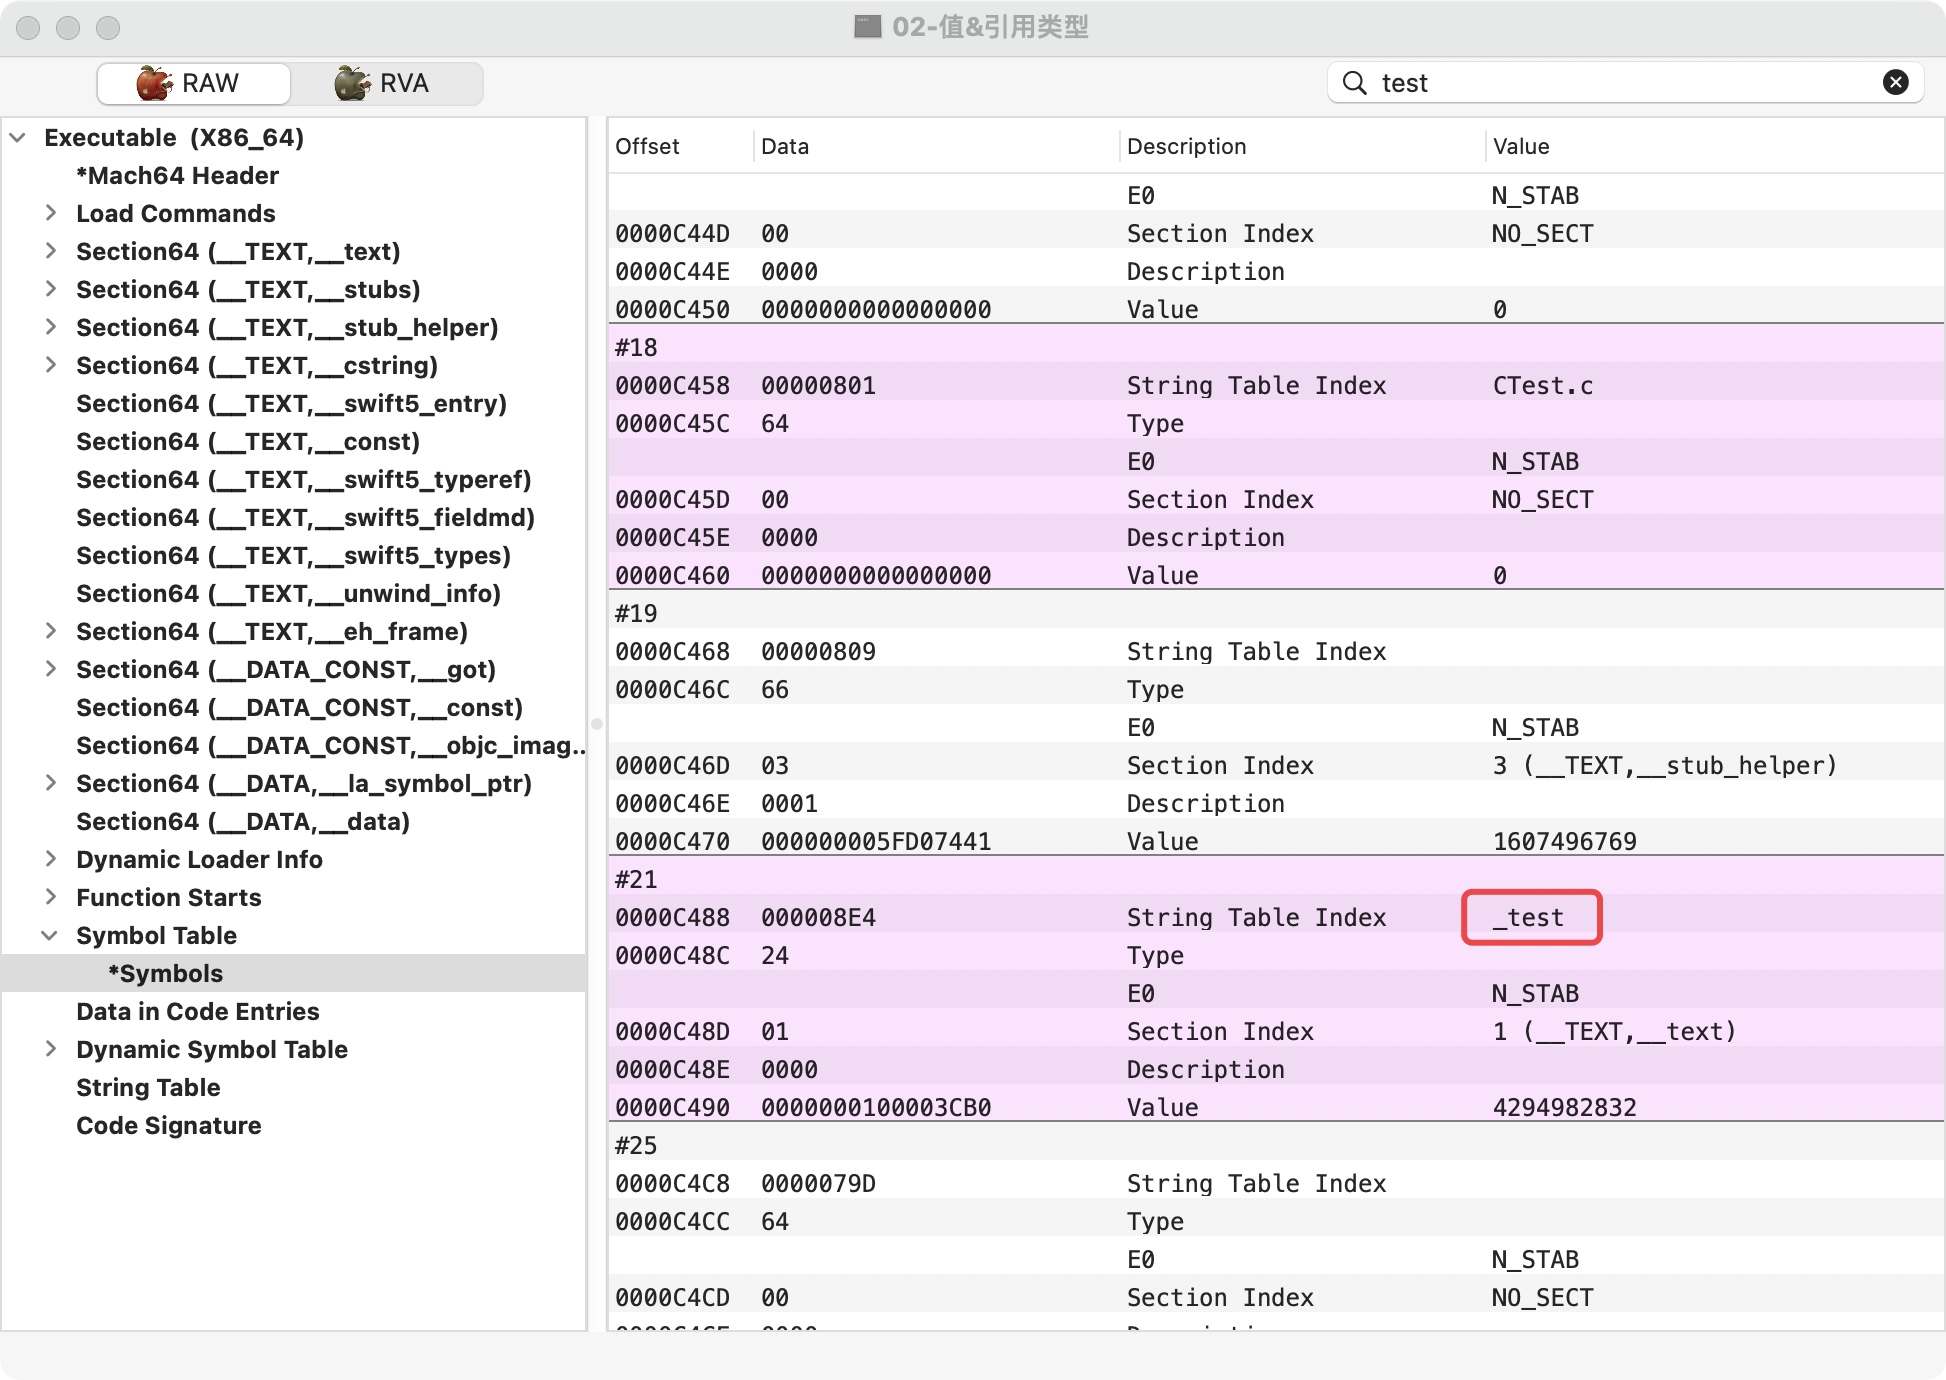 02-值&引用类型
RAW
RVA
test
Executable (X86_64)
*Mach64 Header
Load Commands
Section64 (__TEXT,__text)
Section64 (__TEXT,__stubs)
Section64 (__TEXT,__stub_helper)
Section64 (__TEXT,__cstring)
Section64 (__TEXT,__swift5_entry)
Section64 (__TEXT,__const)
Section64 (__TEXT,__swift5_typeref)
Section64 (__TEXT,__swift5_fieldmd)
Section64 (__TEXT,__swift5_types)
Section64 (__TEXT,__unwind_info)
Section64 (__TEXT,__eh_frame)
Section64 (__DATA_CONST,__got)
Section64 (__DATA_CONST,__const)
Section64 (__DATA_CONST,__objc_imag..
Section64 (__DATA,__la_symbol_ptr)
Section64 (__DATA,__data)
Dynamic Loader Info
Function Starts
Symbol Table
*Symbols
Data in Code Entries
Dynamic Symbol Table
String Table
Code Signature
Offset Data Description Value
E0 N_STAB
0000C44D 00 Section Index NO_SECT
0000C44E 0000 Description
0000C450 0000000000000000 Value 0
#18
0000C458 00000801 String Table Index CTest.c
0000C45C 64 Type
E0 N_STAB
0000C45D 00 Section Index NO_SECT
0000C45E 0000 Description
0000C460 0000000000000000 Value 0
#19
0000C468 00000809 String Table Index
0000C46C 66 Type
E0 N_STAB
0000C46D 03 Section Index 3 (__TEXT,__stub_helper)
0000C46E 0001 Description
0000C470 000000005FD07441 Value 1607496769
#21
0000C488 000008E4 String Table Index _test
0000C48C 24 Type
E0 N_STAB
0000C48D 01 Section Index 1 (__TEXT,__text)
0000C48E 0000 Description
0000C490 0000000100003CB0 Value 4294982832
#25
0000C4C8 0000079D String Table Index
0000C4CC 64 Type
E0 N_STAB
0000C4CD 00 Section Index NO_SECT